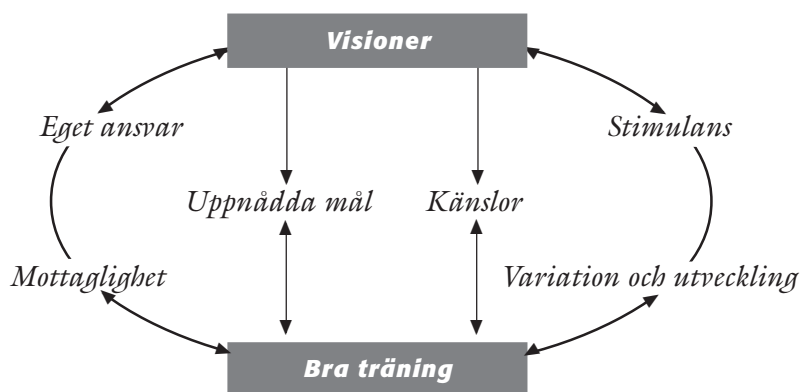 Visioner
Eget ansvar
Stimulans
Uppnådda mål
Känslor
Mottaglighet
Variation och utveckling
Bra träning